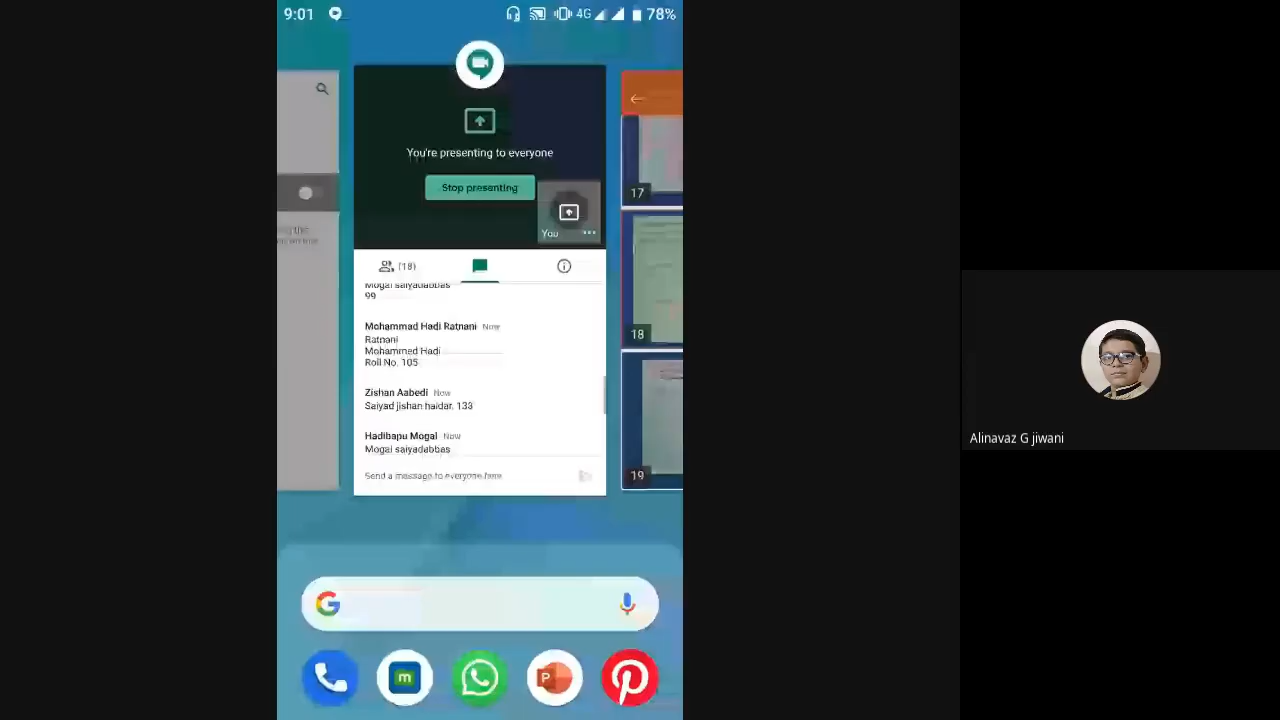 9:01
4G
78%
You're presenting to everyone
Stop presenting
You
(18)
Mogal saiyadabbas
99
Mohammad Hadi Ratnani Now
Ratnani
Mohammed Hadi
Roll No. 105
Zishan Aabedi Now
Saiyad jishan haidar. 133
Hadibapu Mogal Now
Mogal saiyadabbas
Send a message to everyone here
17
18
19
m
P
Alinavaz G jiwani